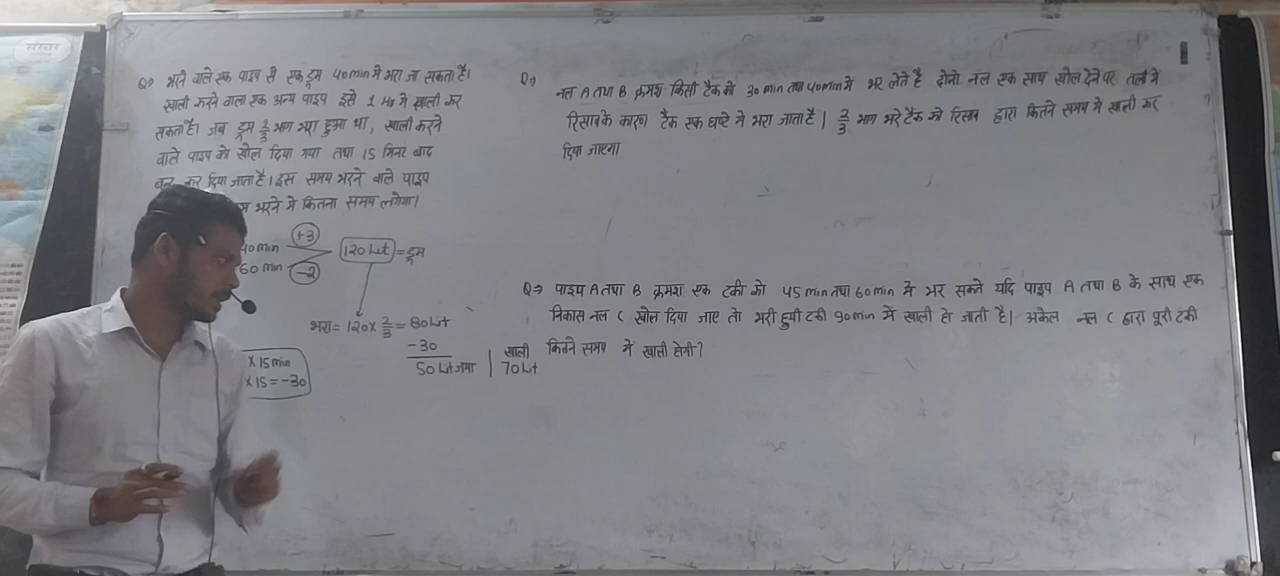 Q⇒ भरने वाले एक पाइप से एक ड्रम 40min मे भरा जा सकता है।
खाली करने वाला एक अन्य पाइप इसे 1 Hr मे खाली कर
सकता है। जब ड्रम 2/3 भाग भरा हुआ था, खाली करने
वाले पाइप को खोल दिया गया तथा 15 मिनट बाद
कर दिया जाता है। इस समय भरने वाले पाइप
भरने मे कितना समय लगेगा।
40min +3 120 Lit = ड्रम
60 min -2
भरा = 120 × 2/3 = 80 Lit
-30
50 Lit जमा | खाली 70 Lit
× 15 min
× 15 = -30
Q⇒ नल A तथा B क्रमश किसी टैंक को 30 min तथा 40min मे भर लेते है दोनो नल एक साथ खोल देने पर तली मे
रिसाव के कारण टैंक एक घण्टे मे भरा जाता है। 2/3 भाग भरे टैंक को रिसाव द्वारा कितने समय मे खाली कर
दिया जाएगा
Q⇒ पाइप A तथा B क्रमश एक टंकी को 45 min तथा 60min में भर सकते यदि पाइप A तथा B के साथ एक
निकास नल C खोल दिया जाए तो भरी हुयी टंकी 90min में खाली हो जाती है। अकेल नल C द्वारा पूरी टंकी
कितने समय में खाली होगी?